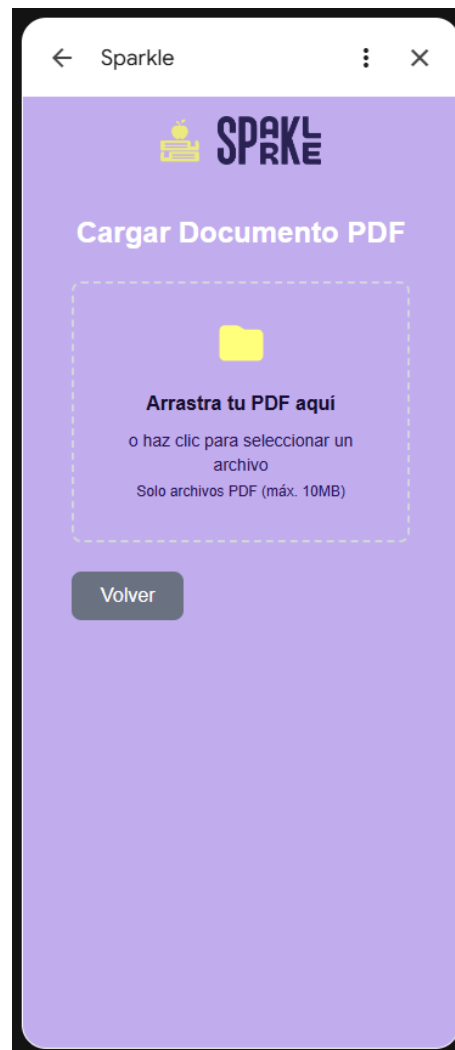 Sparkle
SPARKLE
Cargar Documento PDF
Arrastra tu PDF aquí
o haz clic para seleccionar un
archivo
Solo archivos PDF (máx. 10MB)
Volver